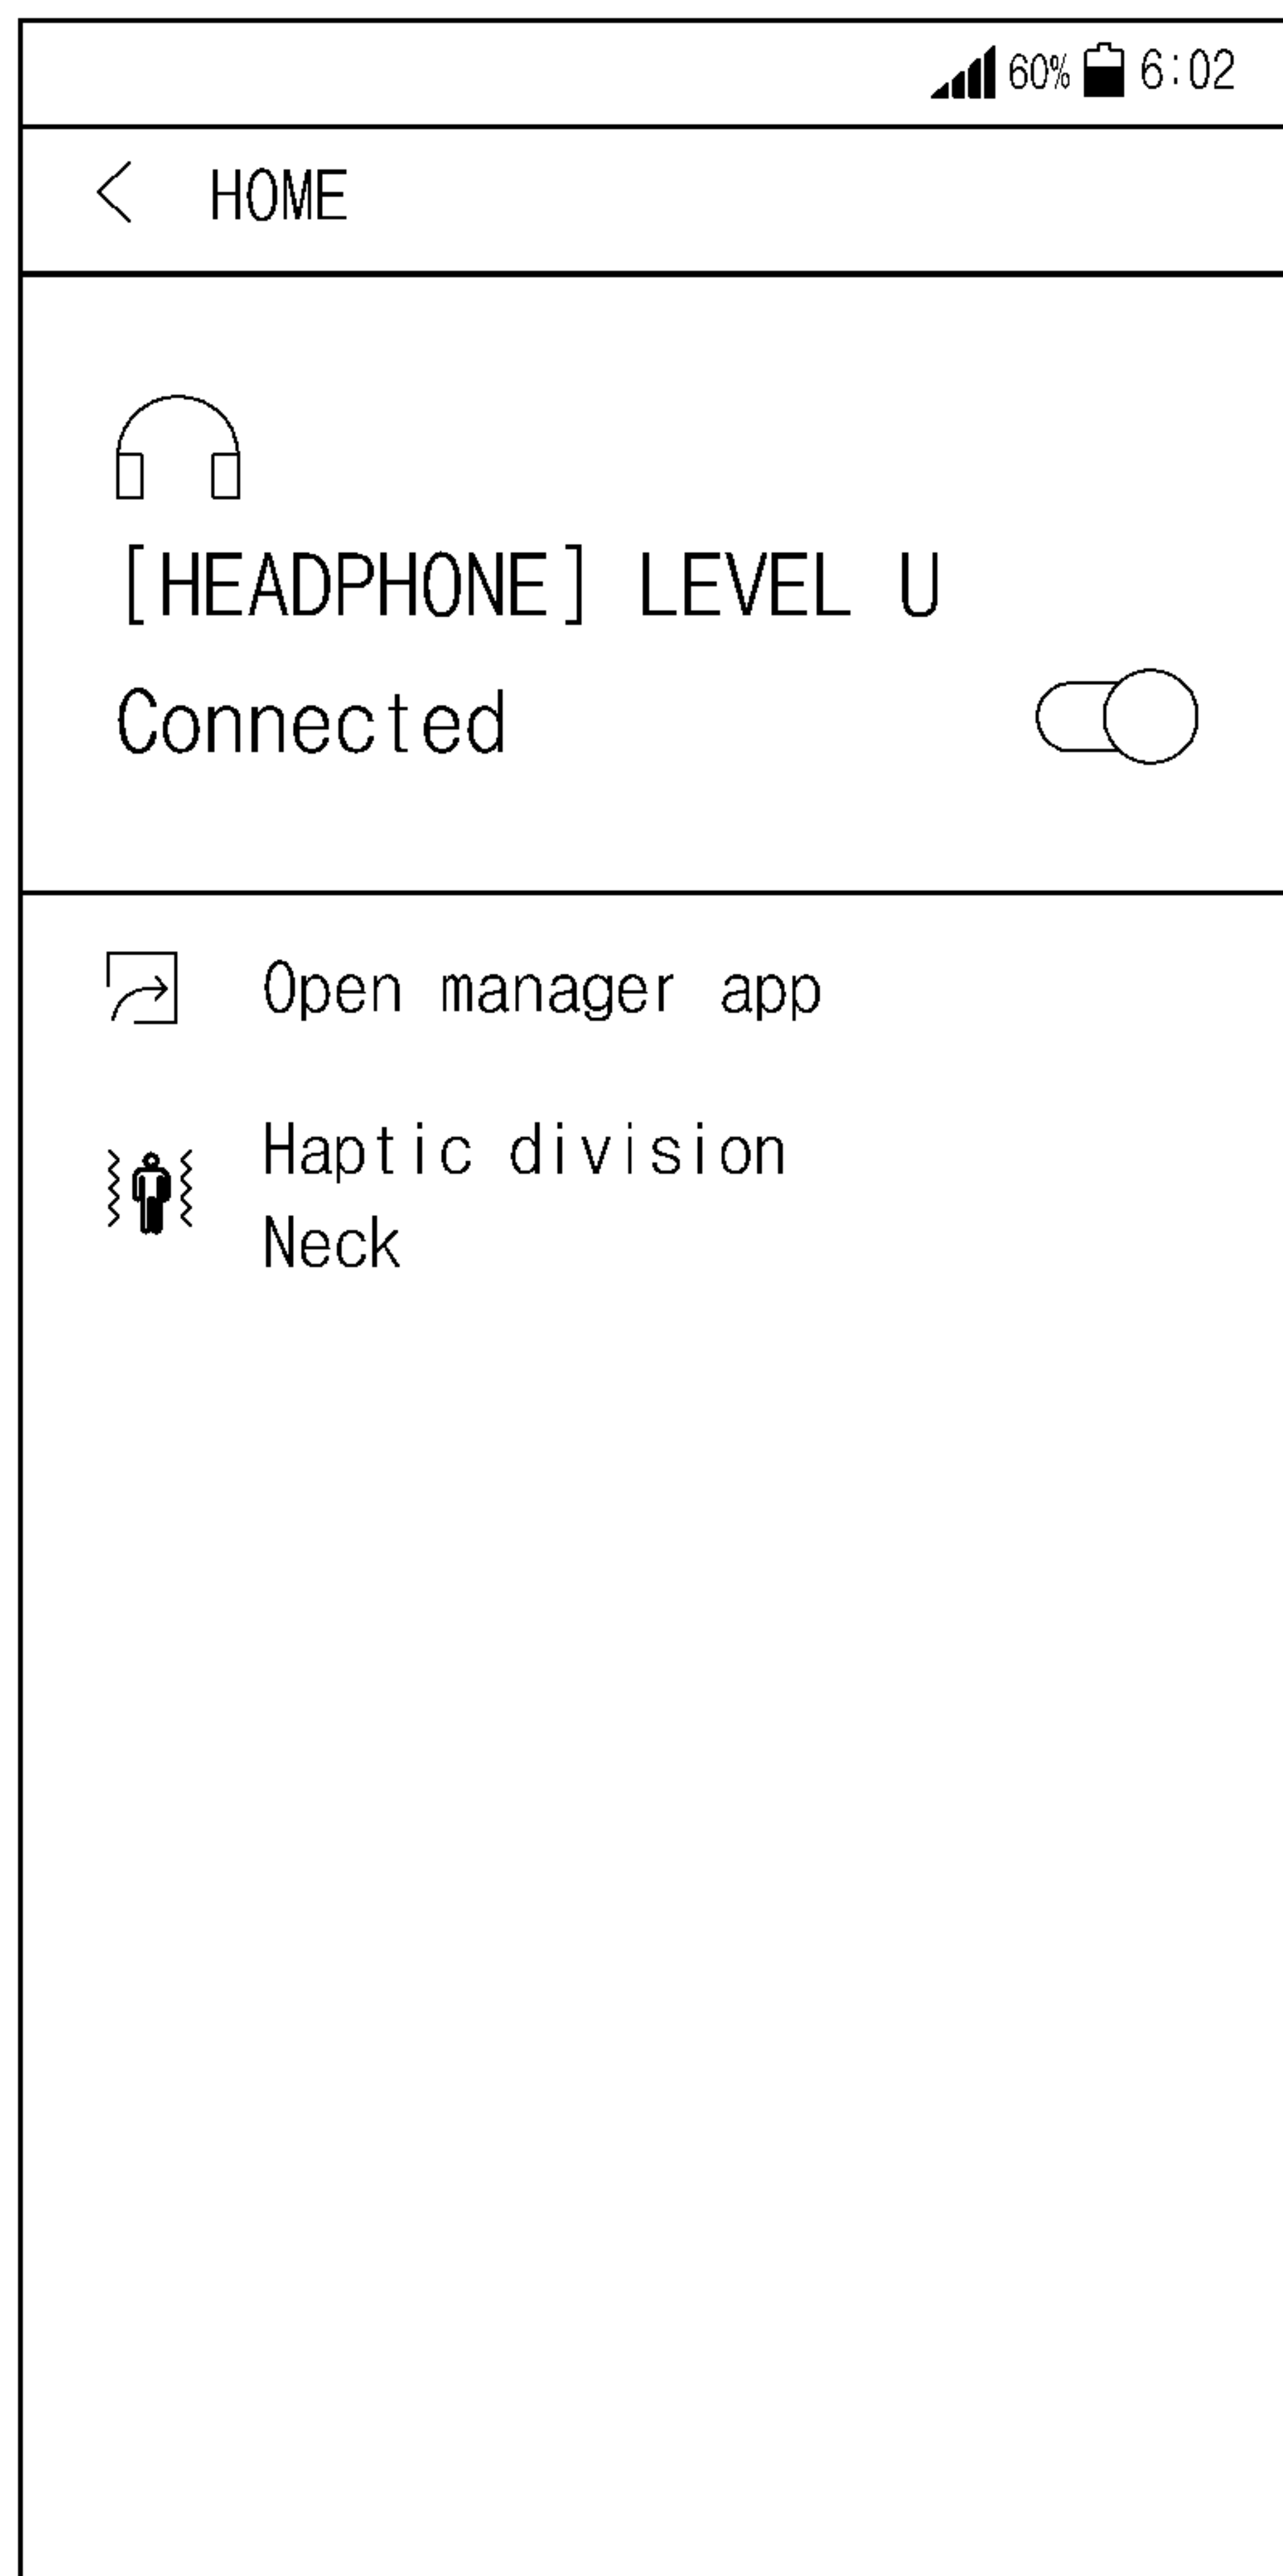 60% 6:02
HOME
[HEADPHONE] LEVEL U
Connected
Open manager app
Haptic division
Neck